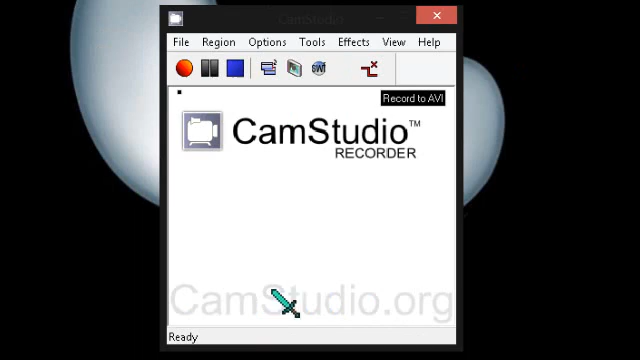 CamStudio
File Region Options Tools Effects View Help
Record to AVI
CamStudio™
RECORDER
CamStudio.org
Ready